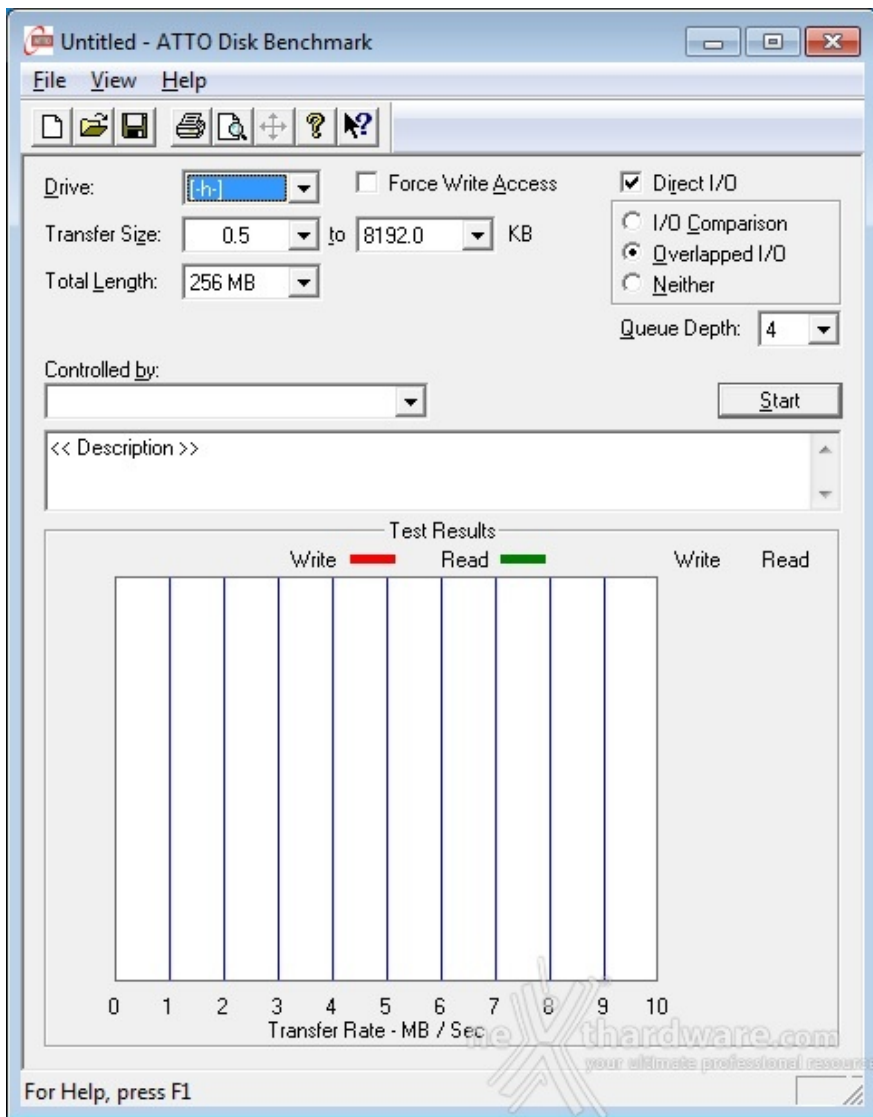 Untitled - ATTO Disk Benchmark
File View Help
Drive: [-h-] Force Write Access Direct I/O
Transfer Size: 0.5 to 8192.0 KB I/O Comparison
Overlapped I/O
Total Length: 256 MB Neither
Queue Depth: 4
Controlled by:
Start
<< Description >>
Test Results
Write Read Write Read
0 1 2 3 4 5 6 7 8 9 10
Transfer Rate - MB / Sec
nexthardware.com
your ultimate professional resource
For Help, press F1